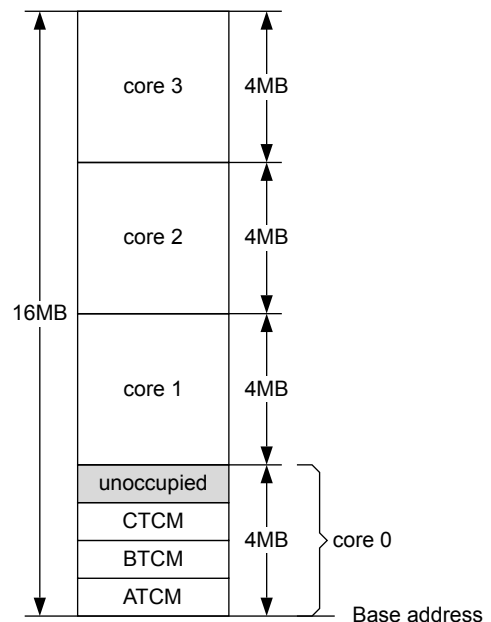 core 3
4MB
core 2
4MB
16MB
core 1
4MB
unoccupied
CTCM
BTCM
ATCM
4MB
core 0
Base address